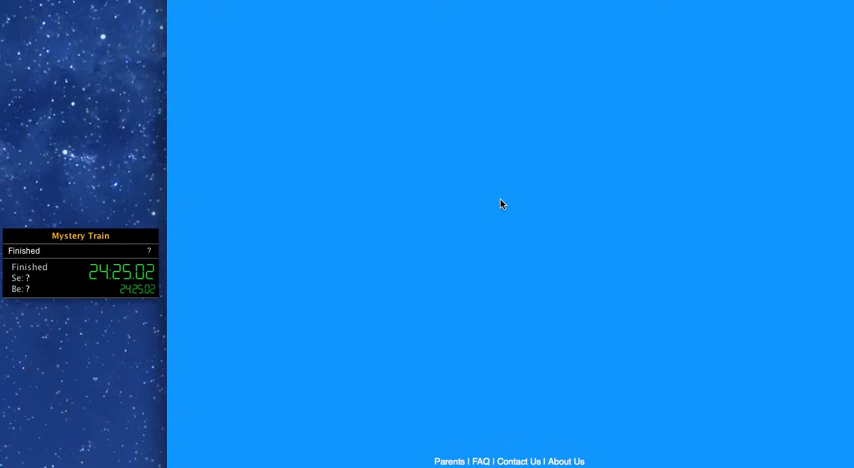 Mystery Train
Finished ?
Finished 24:25.02
Se: ?
Be: ? 24:25.02
Parents | FAQ | Contact Us | About Us